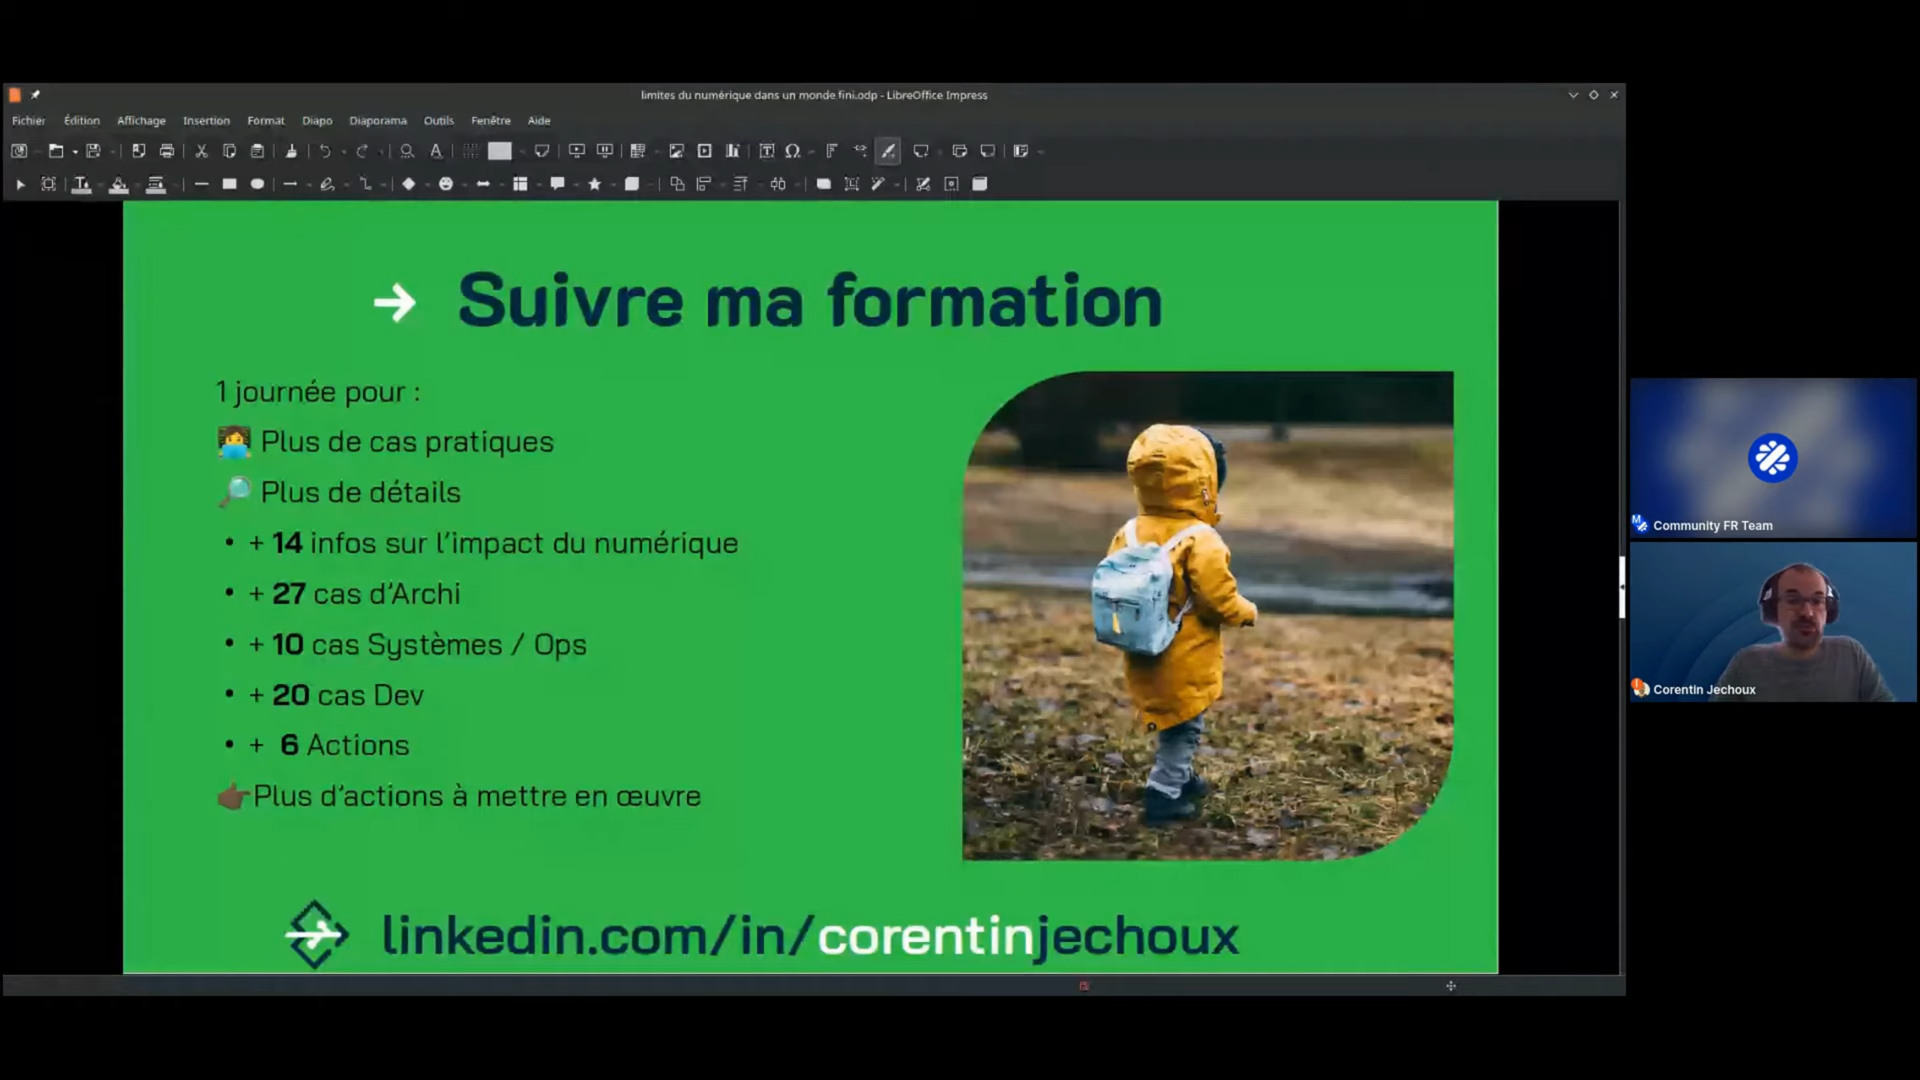 limites du numérique dans un monde fini.odp - LibreOffice Impress
Fichier Édition Affichage Insertion Format Diapo Diaporama Outils Fenêtre Aide
→ Suivre ma formation
1 journée pour :
Plus de cas pratiques
Plus de détails
• + 14 infos sur l'impact du numérique
• + 27 cas d'Archi
• + 10 cas Systèmes / Ops
• + 20 cas Dev
• + 6 Actions
Plus d'actions à mettre en œuvre
linkedin.com/in/corentinjechoux
Community FR Team
Corentin Jechoux